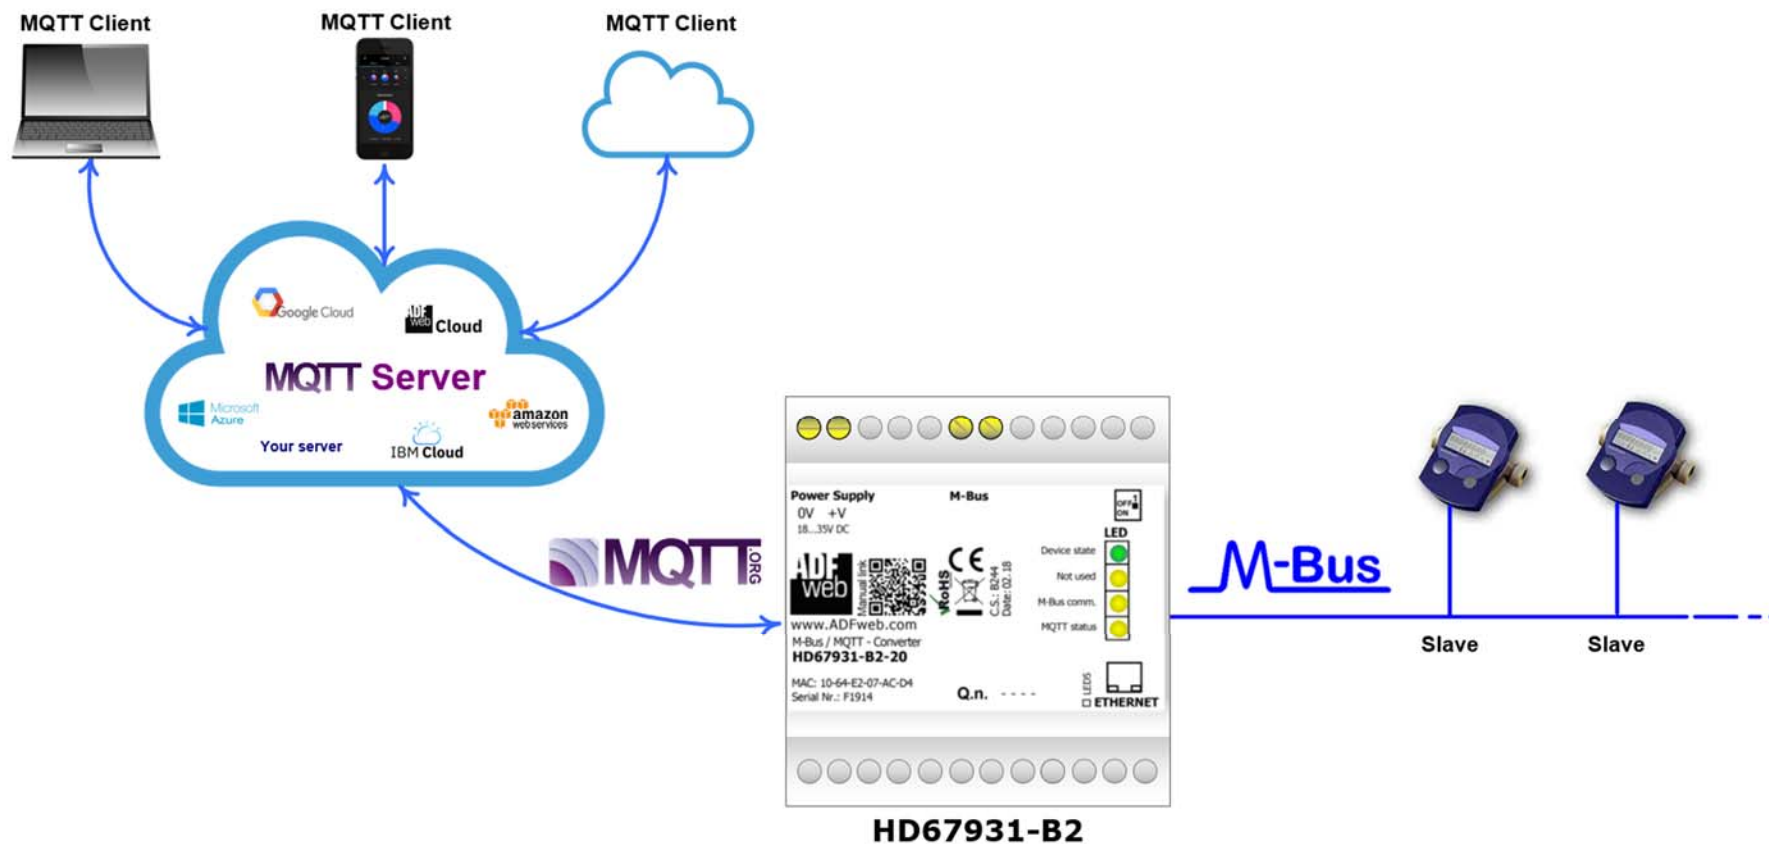 MQTT Client
MQTT Client
MQTT Client
Google Cloud
ADF web Cloud
MQTT Server
Microsoft Azure
amazon webservices
Your server
IBM Cloud
MQTT.ORG
Power Supply
0V +V
18...35V DC
M-Bus
OFF 1
ON
LED
Device state
Not used
M-Bus comm.
MQTT status
ADF web
Manual link
RoHS
CE
C.S.: B244
Date: 02.18
www.ADFweb.com
M-Bus / MQTT - Converter
HD67931-B2-20
MAC: 10-64-E2-07-AC-D4
Serial Nr.: F1914
Q.n. - - - -
LEDS
ETHERNET
HD67931-B2
M-Bus
Slave
Slave